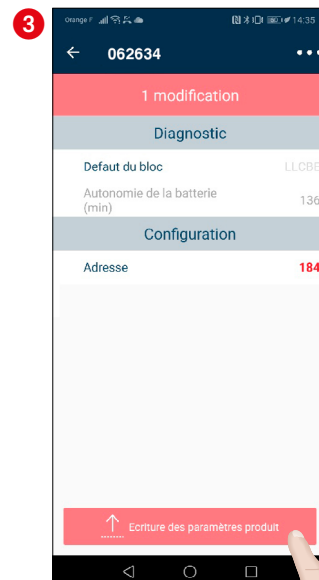 3
Orange F 14:35
062634
1 modification
Diagnostic
Defaut du bloc LLCBE
Autonomie de la batterie
(min) 136
Configuration
Adresse 184
Ecriture des paramètres produit